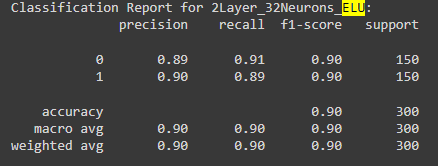 Classification Report for 2Layer_32Neurons_ELU:
precision recall f1-score support
0 0.89 0.91 0.90 150
1 0.90 0.89 0.90 150
accuracy 0.90 300
macro avg 0.90 0.90 0.90 300
weighted avg 0.90 0.90 0.90 300